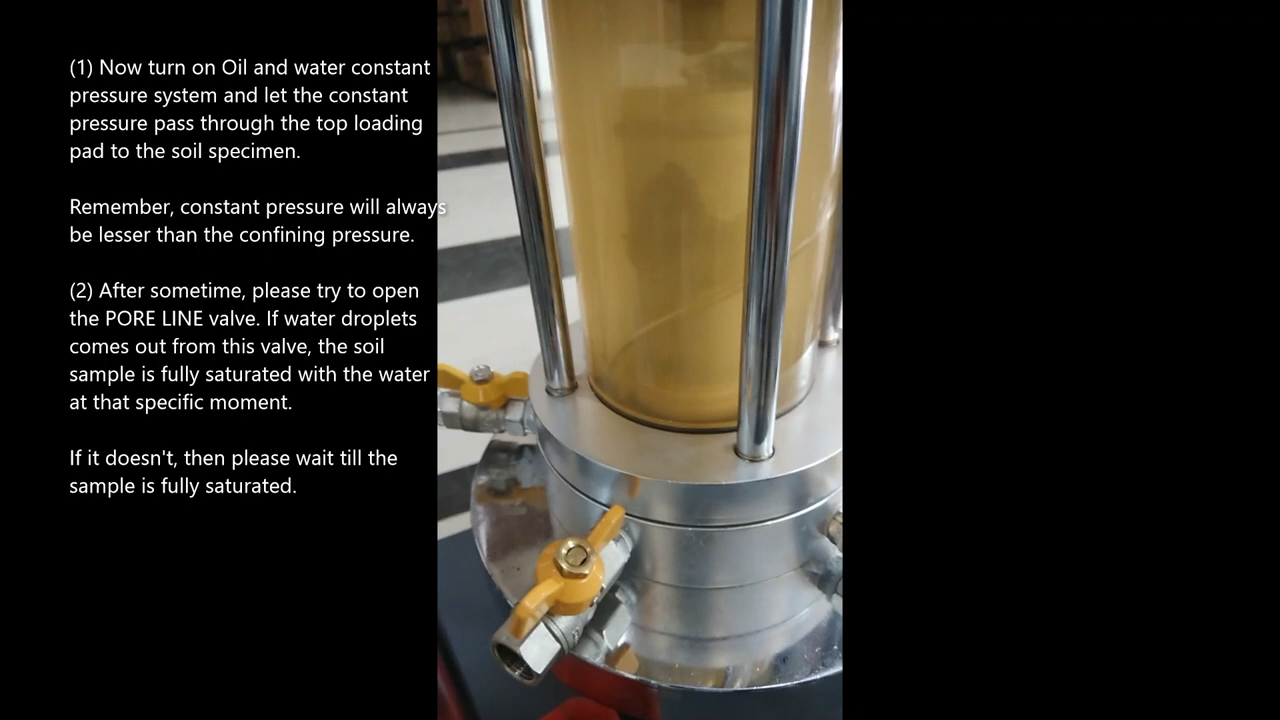 (1) Now turn on Oil and water constant
pressure system and let the constant
pressure pass through the top loading
pad to the soil specimen.
Remember, constant pressure will always
be lesser than the confining pressure.
(2) After sometime, please try to open
the PORE LINE valve. If water droplets
comes out from this valve, the soil
sample is fully saturated with the water
at that specific moment.
If it doesn't, then please wait till the
sample is fully saturated.